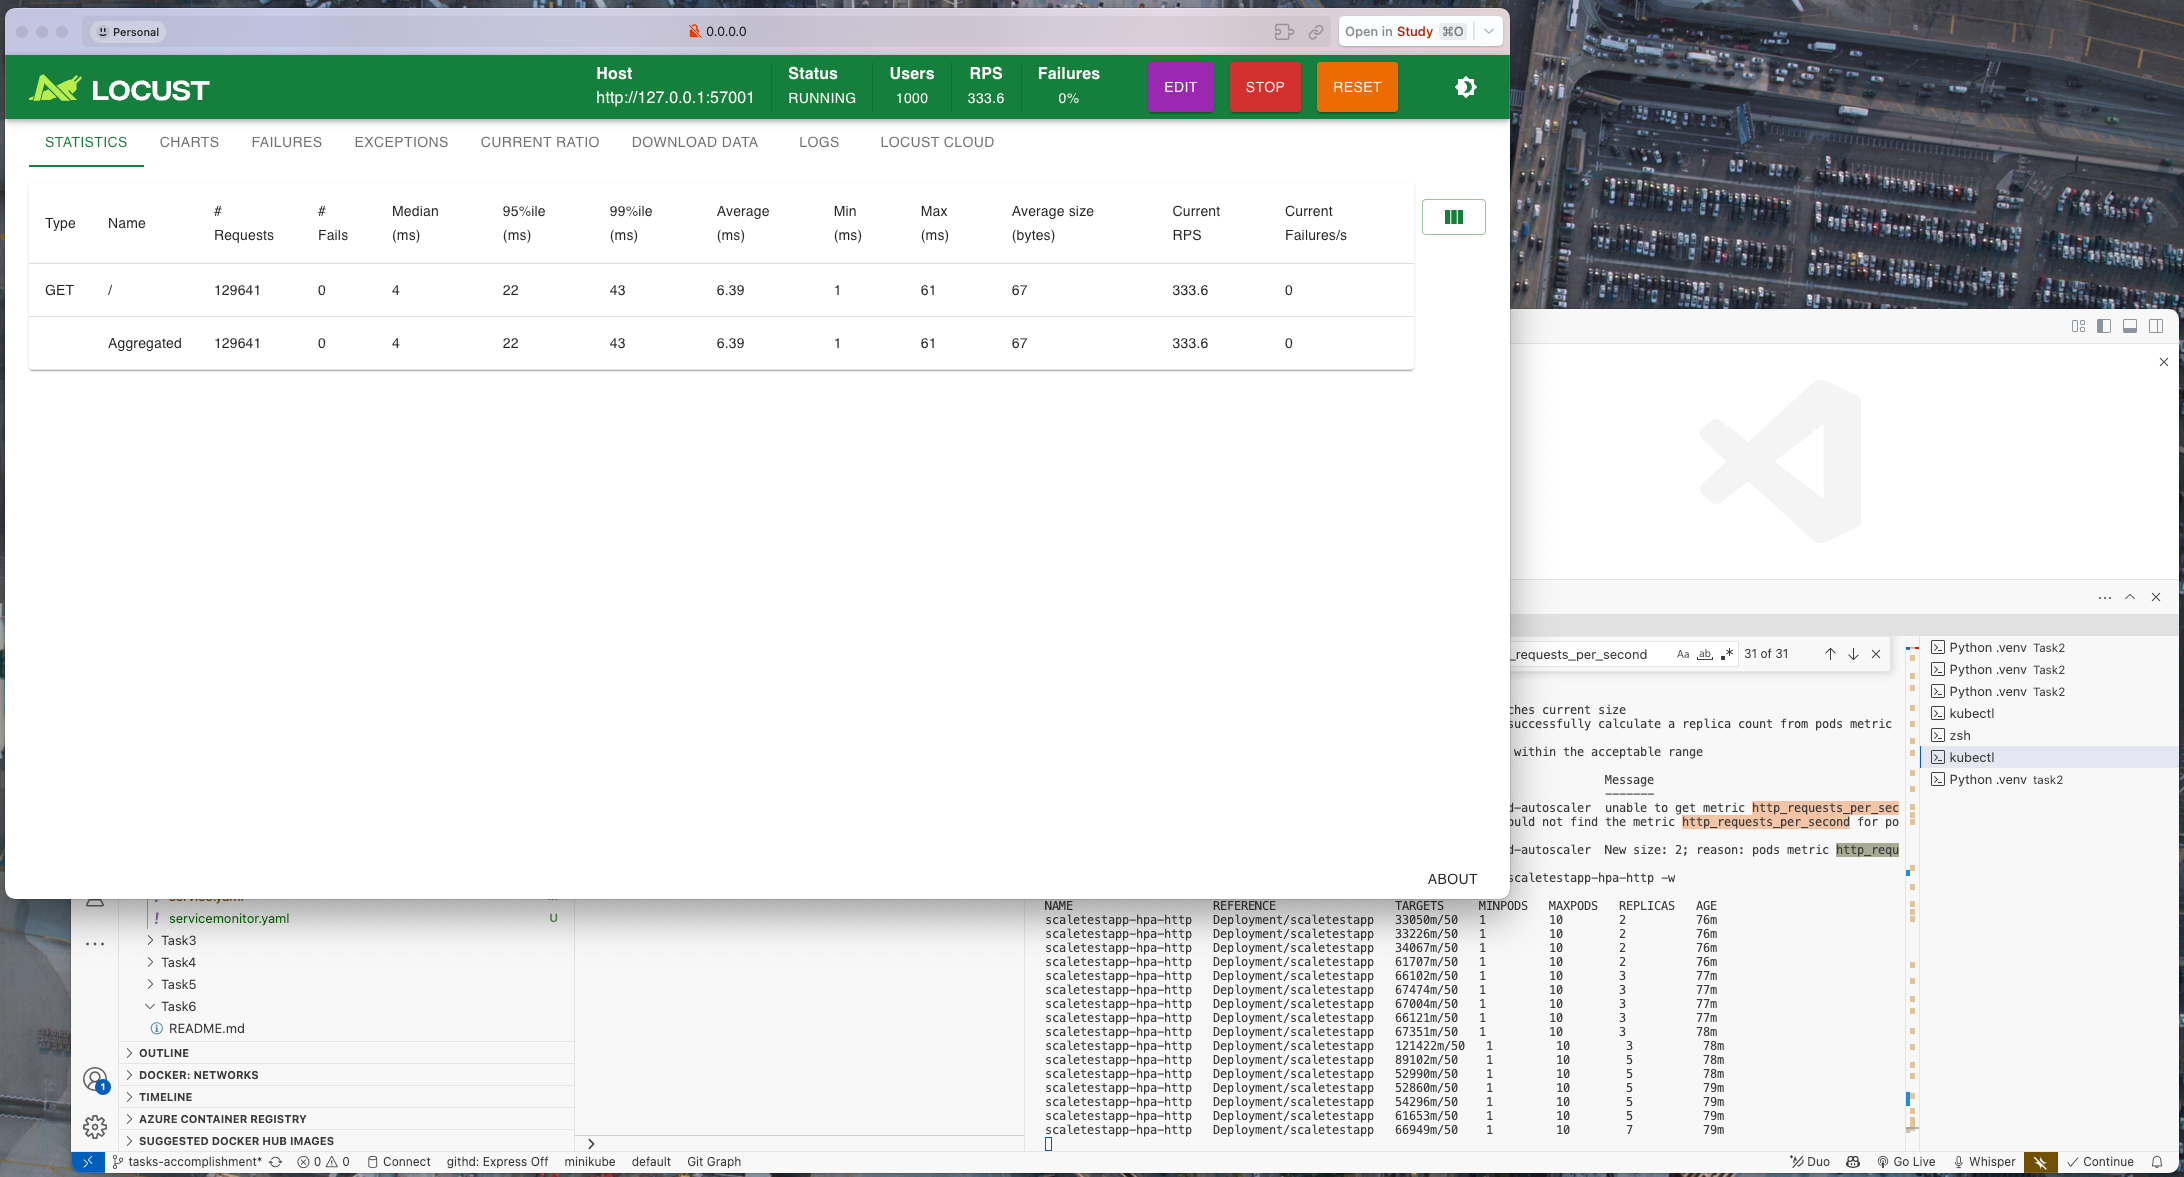 Personal
0.0.0.0
Open in Study ⌘O
LOCUST
Host
http://127.0.0.1:57001
Status
RUNNING
Users
1000
RPS
333.6
Failures
0%
EDIT
STOP
RESET
STATISTICS CHARTS FAILURES EXCEPTIONS CURRENT RATIO DOWNLOAD DATA LOGS LOCUST CLOUD
Type Name # Requests # Fails Median (ms) 95%ile (ms) 99%ile (ms) Average (ms) Min (ms) Max (ms) Average size (bytes) Current RPS Current Failures/s
GET / 129641 0 4 22 43 6.39 1 61 67 333.6 0
Aggregated 129641 0 4 22 43 6.39 1 61 67 333.6 0
ABOUT
_requests_per_second Aa ab .* 31 of 31
ches current size
successfully calculate a replica count from pods metric
within the acceptable range
Message
-------
d-autoscaler unable to get metric http_requests_per_sec
ould not find the metric http_requests_per_second for po
d-autoscaler New size: 2; reason: pods metric http_requ
scaletestapp-hpa-http -w
NAME REFERENCE TARGETS MINPODS MAXPODS REPLICAS AGE
scaletestapp-hpa-http Deployment/scaletestapp 33050m/50 1 10 2 76m
scaletestapp-hpa-http Deployment/scaletestapp 33226m/50 1 10 2 76m
scaletestapp-hpa-http Deployment/scaletestapp 34067m/50 1 10 2 76m
scaletestapp-hpa-http Deployment/scaletestapp 61707m/50 1 10 2 76m
scaletestapp-hpa-http Deployment/scaletestapp 66102m/50 1 10 3 77m
scaletestapp-hpa-http Deployment/scaletestapp 67474m/50 1 10 3 77m
scaletestapp-hpa-http Deployment/scaletestapp 67004m/50 1 10 3 77m
scaletestapp-hpa-http Deployment/scaletestapp 66121m/50 1 10 3 77m
scaletestapp-hpa-http Deployment/scaletestapp 67351m/50 1 10 3 78m
scaletestapp-hpa-http Deployment/scaletestapp 121422m/50 1 10 3 78m
scaletestapp-hpa-http Deployment/scaletestapp 89102m/50 1 10 5 78m
scaletestapp-hpa-http Deployment/scaletestapp 52990m/50 1 10 5 78m
scaletestapp-hpa-http Deployment/scaletestapp 52860m/50 1 10 5 79m
scaletestapp-hpa-http Deployment/scaletestapp 54296m/50 1 10 5 79m
scaletestapp-hpa-http Deployment/scaletestapp 61653m/50 1 10 5 79m
scaletestapp-hpa-http Deployment/scaletestapp 66949m/50 1 10 7 79m
Python .venv Task2
Python .venv Task2
Python .venv Task2
kubectl
zsh
kubectl
Python .venv task2
! servicemonitor.yaml U
Task3
Task4
Task5
Task6
README.md
OUTLINE
DOCKER: NETWORKS
TIMELINE
AZURE CONTAINER REGISTRY
SUGGESTED DOCKER HUB IMAGES
1
tasks-accomplishment* 0 0 Connect githd: Express Off minikube default Git Graph
Duo Go Live Whisper Continue